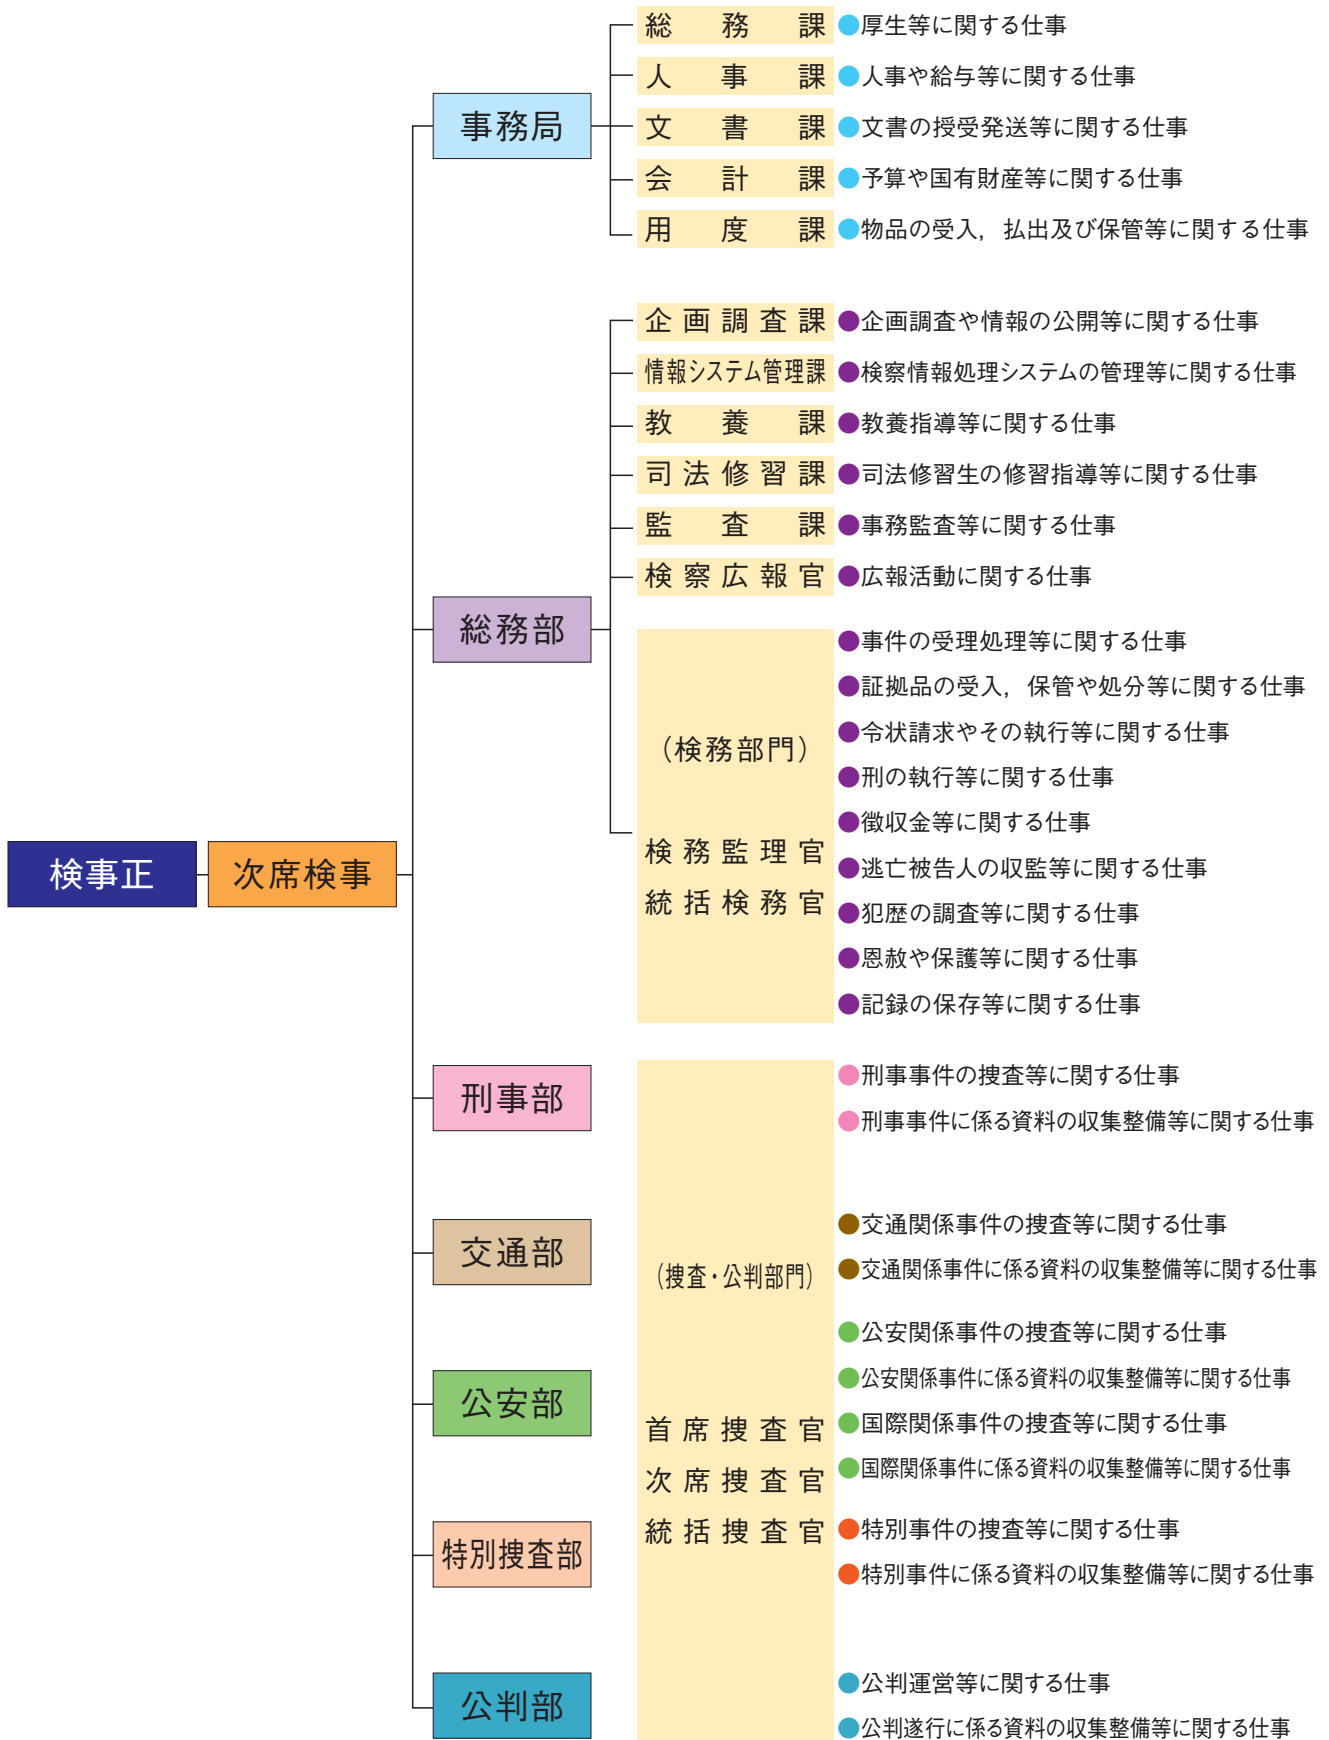 検事正
次席検事
事務局
総務課
●厚生等に関する仕事
人事課
●人事や給与等に関する仕事
文書課
●文書の授受発送等に関する仕事
会計課
●予算や国有財産等に関する仕事
用度課
●物品の受入，払出及び保管等に関する仕事
総務部
企画調査課
●企画調査や情報の公開等に関する仕事
情報システム管理課
●検察情報処理システムの管理等に関する仕事
教養課
●教養指導等に関する仕事
司法修習課
●司法修習生の修習指導等に関する仕事
監査課
●事務監査等に関する仕事
検察広報官
●広報活動に関する仕事
（検務部門）
検務監理官
統括検務官
●事件の受理処理等に関する仕事
●証拠品の受入，保管や処分等に関する仕事
●令状請求やその執行等に関する仕事
●刑の執行等に関する仕事
●徴収金等に関する仕事
●逃亡被告人の収監等に関する仕事
●犯歴の調査等に関する仕事
●恩赦や保護等に関する仕事
●記録の保存等に関する仕事
刑事部
交通部
公安部
特別捜査部
公判部
（捜査・公判部門）
首席捜査官
次席捜査官
統括捜査官
●刑事事件の捜査等に関する仕事
●刑事事件に係る資料の収集整備等に関する仕事
●交通関係事件の捜査等に関する仕事
●交通関係事件に係る資料の収集整備等に関する仕事
●公安関係事件の捜査等に関する仕事
●公安関係事件に係る資料の収集整備等に関する仕事
●国際関係事件の捜査等に関する仕事
●国際関係事件に係る資料の収集整備等に関する仕事
●特別事件の捜査等に関する仕事
●特別事件に係る資料の収集整備等に関する仕事
●公判運営等に関する仕事
●公判遂行に係る資料の収集整備等に関する仕事